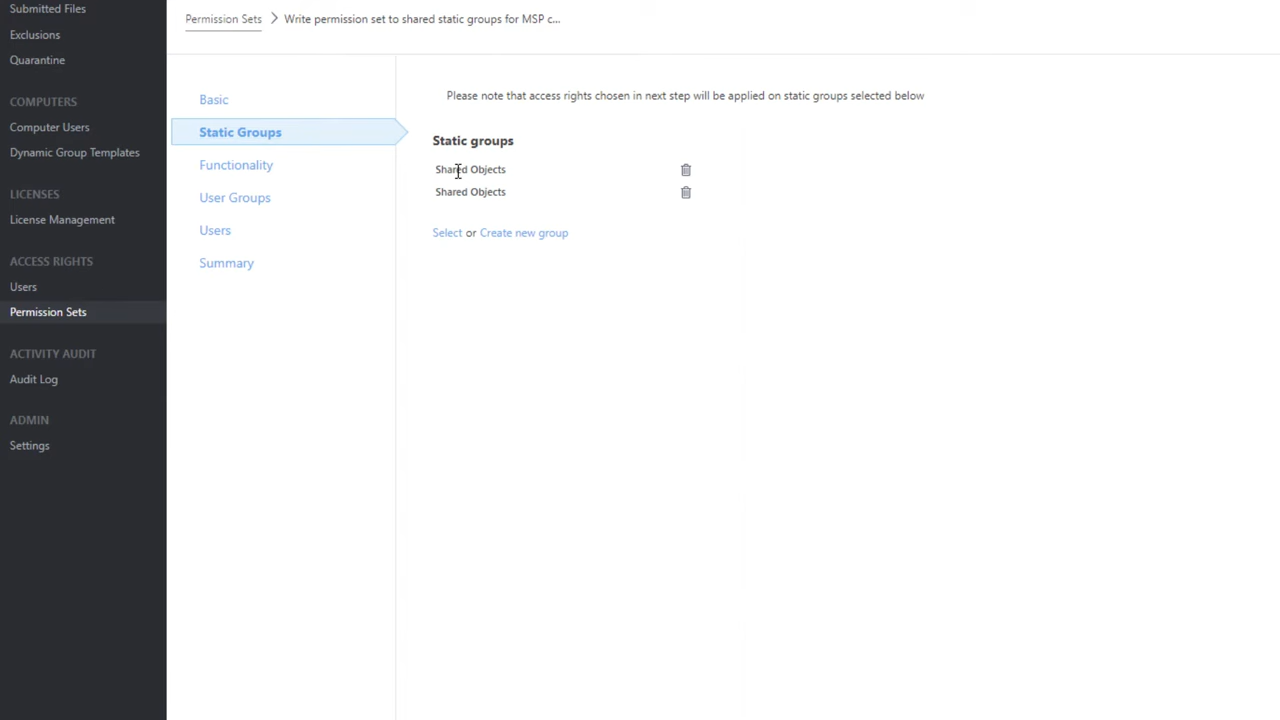 Submitted Files
Exclusions
Quarantine
COMPUTERS
Computer Users
Dynamic Group Templates
LICENSES
License Management
ACCESS RIGHTS
Users
Permission Sets
ACTIVITY AUDIT
Audit Log
ADMIN
Settings
Permission Sets > Write permission set to shared static groups for MSP c...
Basic
Static Groups
Functionality
User Groups
Users
Summary
Please note that access rights chosen in next step will be applied on static groups selected below
Static groups
Shared Objects
Shared Objects
Select or Create new group